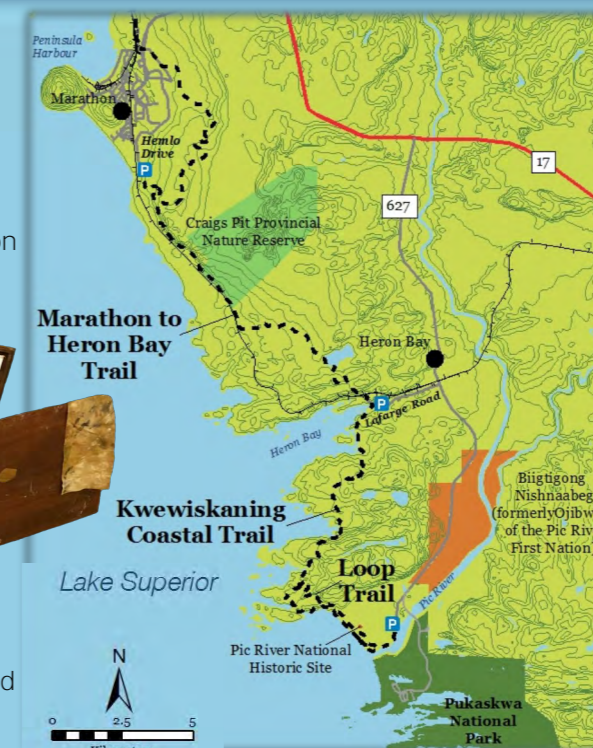 Peninsula
Harbour
Marathon
Hemlo
Drive
P
17
627
Craigs Pit Provincial
Nature Reserve
on
Marathon to
Heron Bay
Trail
Heron Bay
P
Lafarge Road
Heron Bay
Biigtigong
Nishnaabeg
(formerlyOjibw
of the Pic Riv
First Nation
Kwewiskaning
Coastal Trail
Loop
Trail
Lake Superior
Pic River
P
Pic River National
Historic Site
N
d
Pukaskwa
National
Park
0 2.5 5